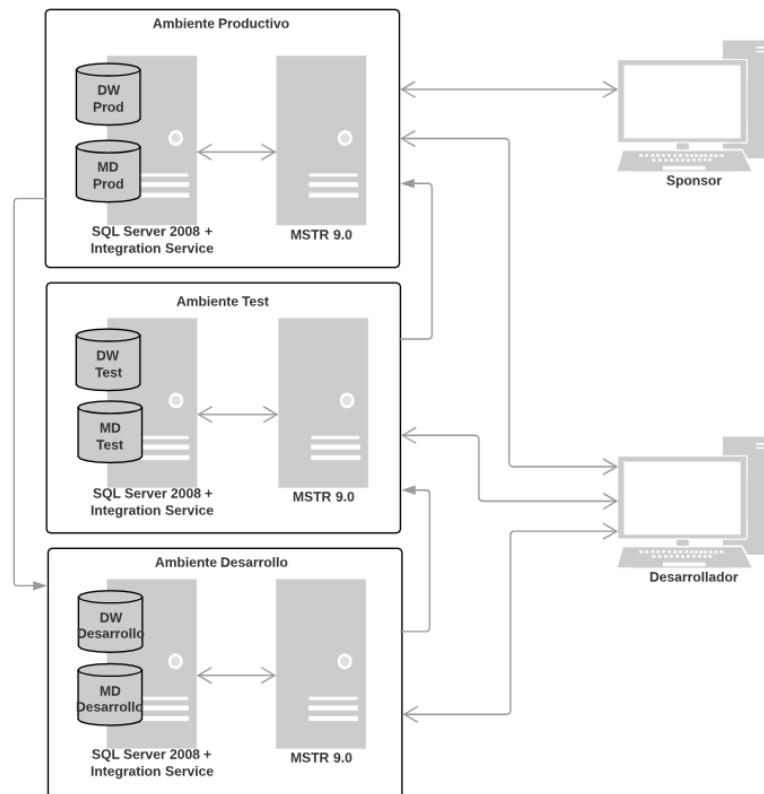 Ambiente Productivo
DW
Prod
MD
Prod
SQL Server 2008 +
Integration Service
MSTR 9.0
Sponsor
Ambiente Test
DW
Test
MD
Test
SQL Server 2008 +
Integration Service
MSTR 9.0
Desarrollador
Ambiente Desarrollo
DW
Desarrollo
MD
Desarrollo
SQL Server 2008 +
Integration Service
MSTR 9.0